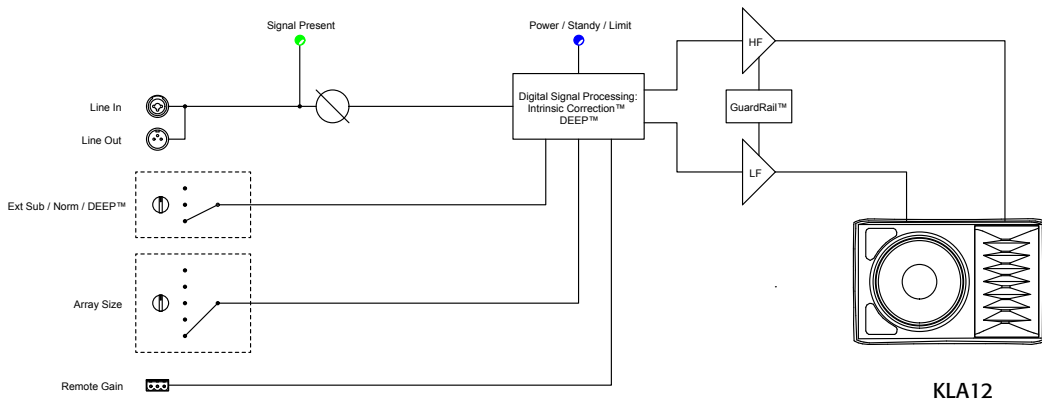 Signal Present
Power / Standy / Limit
HF
Line In
Digital Signal Processing:
Intrinsic Correction™
DEEP™
GuardRail™
Line Out
LF
Ext Sub / Norm / DEEP™
Array Size
Remote Gain
KLA12